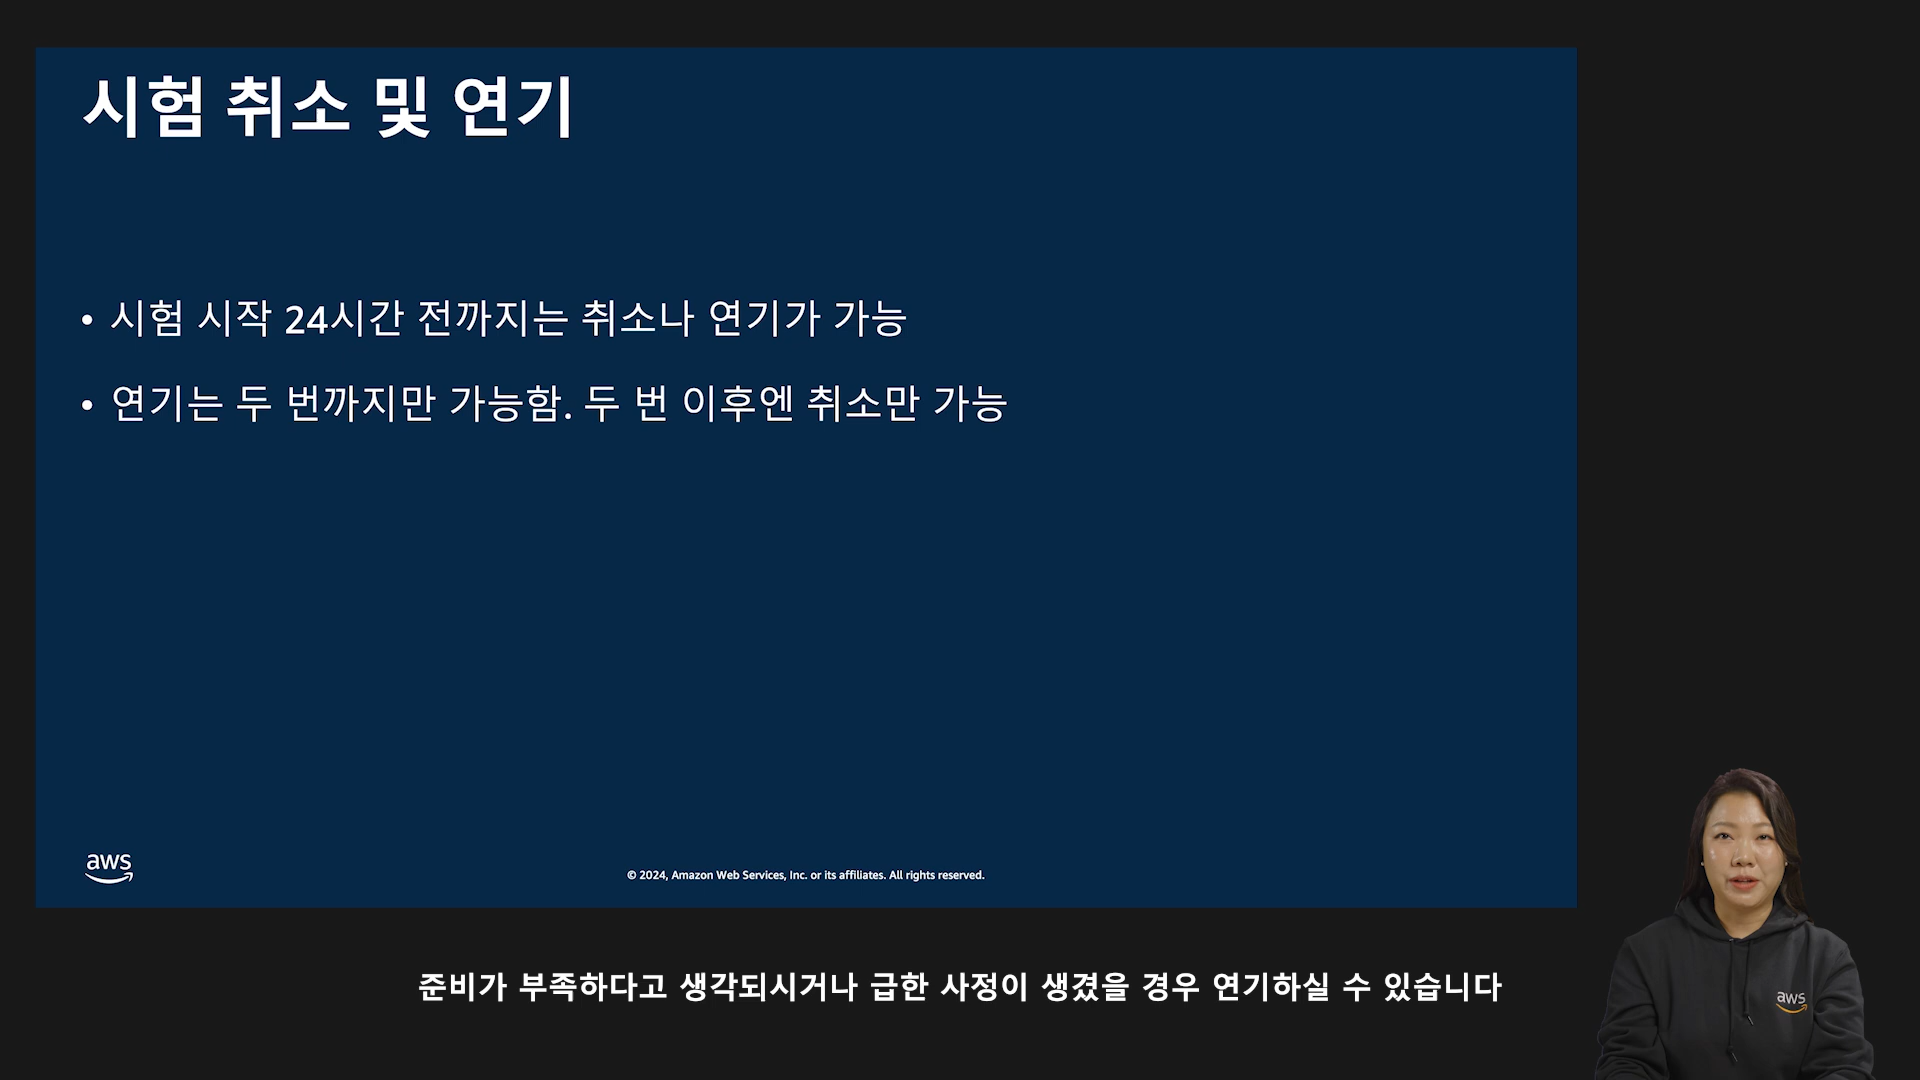 시험 취소 및 연기
• 시험 시작 24시간 전까지는 취소나 연기가 가능
• 연기는 두 번까지만 가능함. 두 번 이후엔 취소만 가능
aws
© 2024, Amazon Web Services, Inc. or its affiliates. All rights reserved.
준비가 부족하다고 생각되시거나 급한 사정이 생겼을 경우 연기하실 수 있습니다
aws